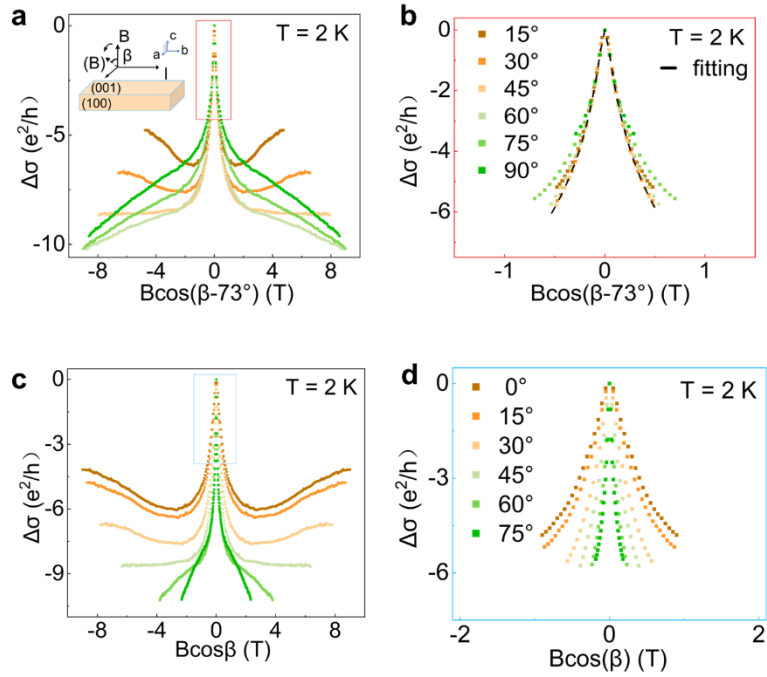 a
T = 2 K
B
c
(B)
β
a
b
I
(001)
(100)
0
-5
-10
Δσ (e²/h)
-8 -4 0 4 8
Bcos(β-73°) (T)
b
T = 2 K
15°
30°
45°
60°
75°
90°
fitting
0
-2
-4
-6
Δσ (e²/h)
-1 0 1
Bcos(β-73°) (T)
c
T = 2 K
0
-3
-6
-9
Δσ (e²/h)
-8 -4 0 4 8
Bcosβ (T)
d
T = 2 K
0°
15°
30°
45°
60°
75°
0
-3
-6
Δσ (e²/h)
-2 0 2
Bcos(β) (T)